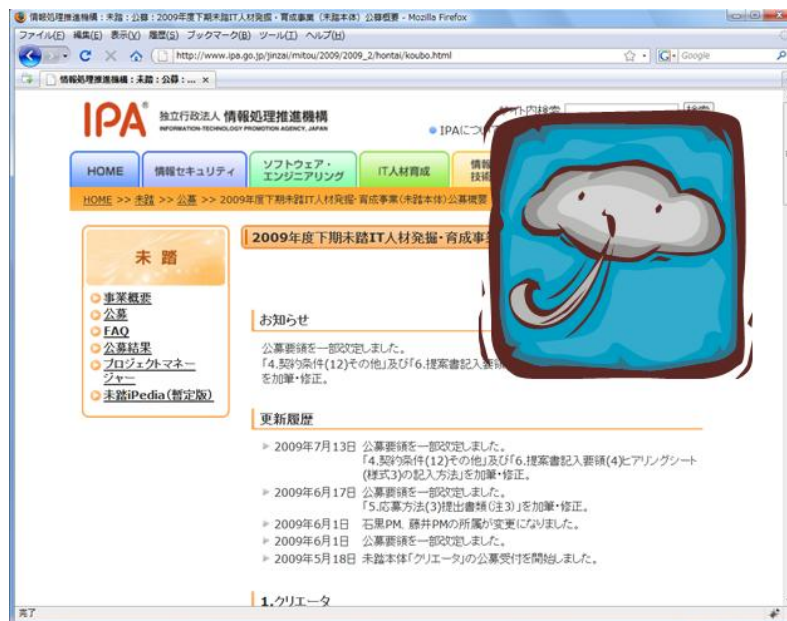 情報処理推進機構：未踏：公募：2009年度下期未踏IT人材発掘・育成事業（未踏本体）公募概要 - Mozilla Firefox
ファイル(F) 編集(E) 表示(V) 履歴(S) ブックマーク(B) ツール(T) ヘルプ(H)
http://www.ipa.go.jp/jinzai/mitou/2009/2009_2/hontai/koubo.html
Google
情報処理推進機構：未踏：公募：...
IPA 独立行政法人 情報処理推進機構
INFORMATION-TECHNOLOGY PROMOTION AGENCY, JAPAN
サイト内検索 検索
IPAについ
HOME 情報セキュリティ ソフトウェア・エンジニアリング IT人材育成 情報 技術
HOME >> 未踏 >> 公募 >> 2009年度下期未踏IT人材発掘・育成事業(未踏本体)公募概要
未踏
事業概要
公募
FAQ
公募結果
プロジェクトマネー
ジャー
未踏iPedia(暫定版)
2009年度下期未踏IT人材発掘・育成事業
お知らせ
公募要領を一部改定しました。
「4.契約条件(12)その他」及び「6.提案書記入要領
を加筆・修正。
更新履歴
2009年7月13日 公募要領を一部改定しました。
「4.契約条件(12)その他」及び「6.提案書記入要領(4)ヒアリングシート
(様式3)の記入方法」を加筆・修正。
2009年6月17日 公募要領を一部改定しました。
「5.応募方法(3)提出書類(注3)」を加筆・修正。
2009年6月1日 石黒PM、藤井PMの所属が変更になりました。
2009年6月1日 公募要領を一部改定しました。
2009年5月18日 未踏本体「クリエータ」の公募受付を開始しました。
1.クリエータ
完了